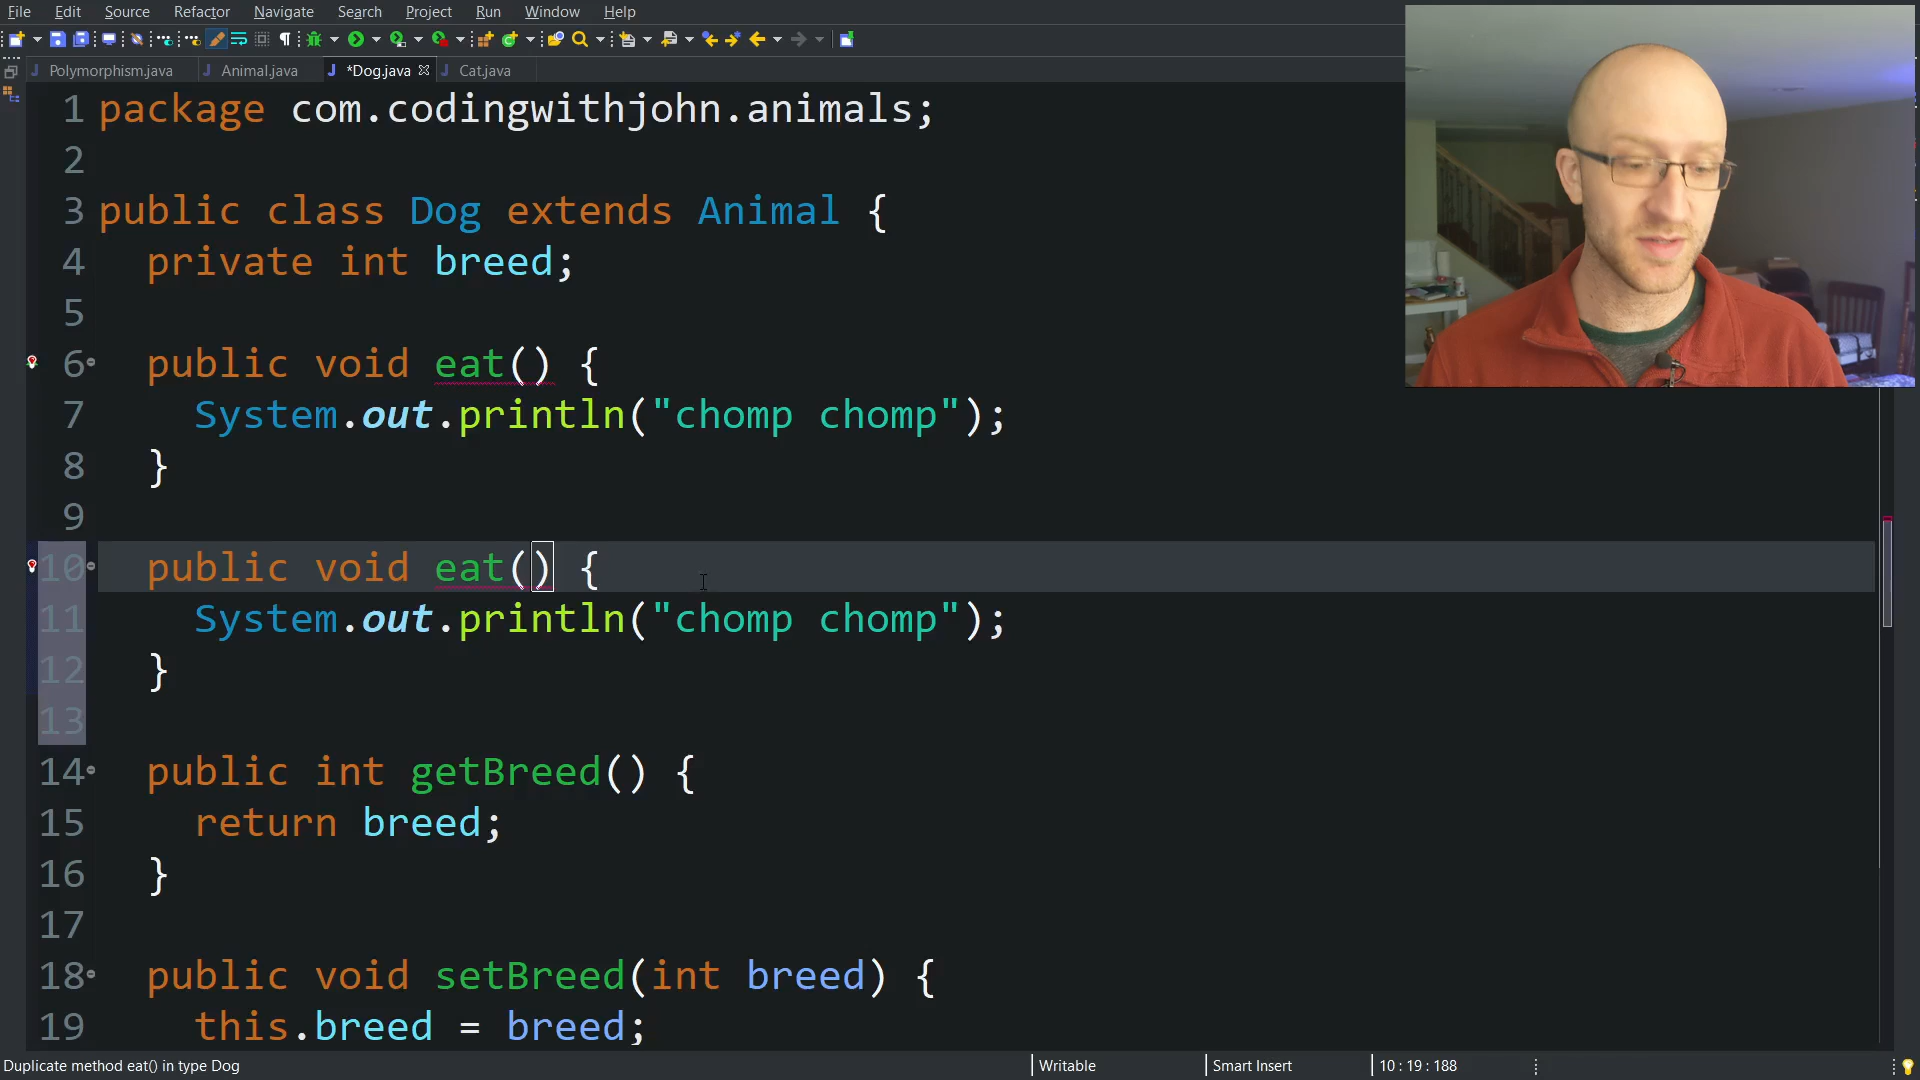 File Edit Source Refactor Navigate Search Project Run Window Help
Polymorphism.java Animal.java *Dog.java Cat.java
1 package com.codingwithjohn.animals;
2
3 public class Dog extends Animal {
4 private int breed;
5
6 public void eat() {
7 System.out.println("chomp chomp");
8 }
9
10 public void eat() {
11 System.out.println("chomp chomp");
12 }
13
14 public int getBreed() {
15 return breed;
16 }
17
18 public void setBreed(int breed) {
19 this.breed = breed;
Duplicate method eat() in type Dog Writable Smart Insert 10 : 19 : 188